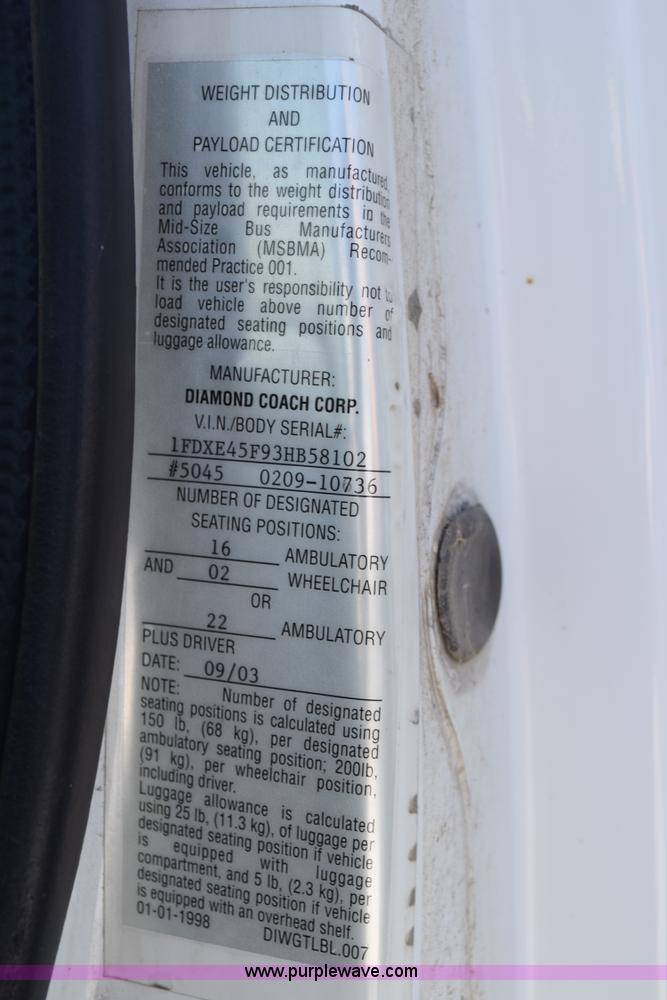 WEIGHT DISTRIBUTION
AND
PAYLOAD CERTIFICATION
This vehicle, as manufactured,
conforms to the weight distribution
and payload requirements in the
Mid-Size Bus Manufacturers
Association (MSBMA) Recom-
mended Practice 001.
It is the user's responsibility not to
load vehicle above number of
designated seating positions and
luggage allowance.
MANUFACTURER:
DIAMOND COACH CORP.
V.I.N./BODY SERIAL#:
1FDXE45F93HB58102
#5045 0209-10736
NUMBER OF DESIGNATED
SEATING POSITIONS:
16 AMBULATORY
AND 02 WHEELCHAIR
OR
22 AMBULATORY
PLUS DRIVER
DATE: 09/03
NOTE: Number of designated
seating positions is calculated using
150 lb, (68 kg), per designated
ambulatory seating position; 200lb,
(91 kg), per wheelchair position,
including driver.
Luggage allowance is calculated
using 25 lb, (11.3 kg), of luggage per
designated seating position if vehicle
is equipped with luggage
compartment, and 5 lb, (2.3 kg), per
designated seating position if vehicle
is equipped with an overhead shelf.
01-01-1998 DIWGTLBL.007
www.purplewave.com